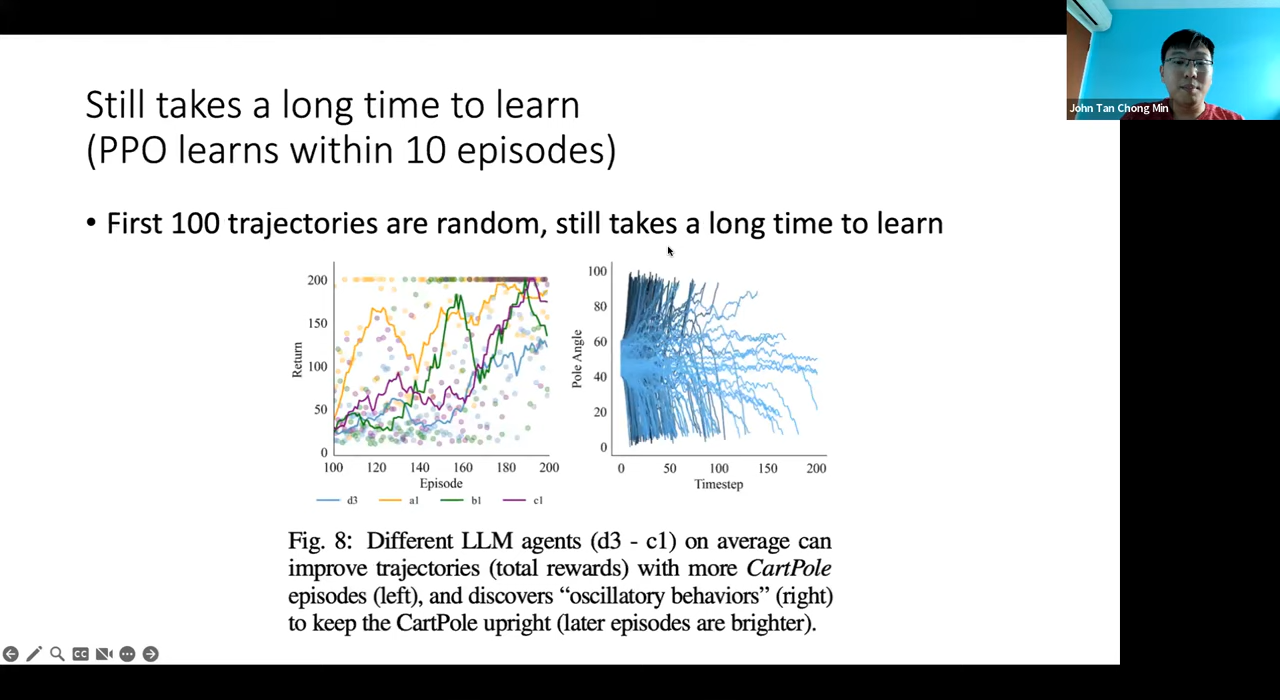 John Tan Chong Min
Still takes a long time to learn
(PPO learns within 10 episodes)
• First 100 trajectories are random, still takes a long time to learn
200
150
100
50
0
Return
100 120 140 160 180 200
Episode
d3 a1 b1 c1
100
80
60
40
20
0
Pole Angle
0 50 100 150 200
Timestep
Fig. 8: Different LLM agents (d3 - c1) on average can
improve trajectories (total rewards) with more CartPole
episodes (left), and discovers “oscillatory behaviors” (right)
to keep the CartPole upright (later episodes are brighter).
CC